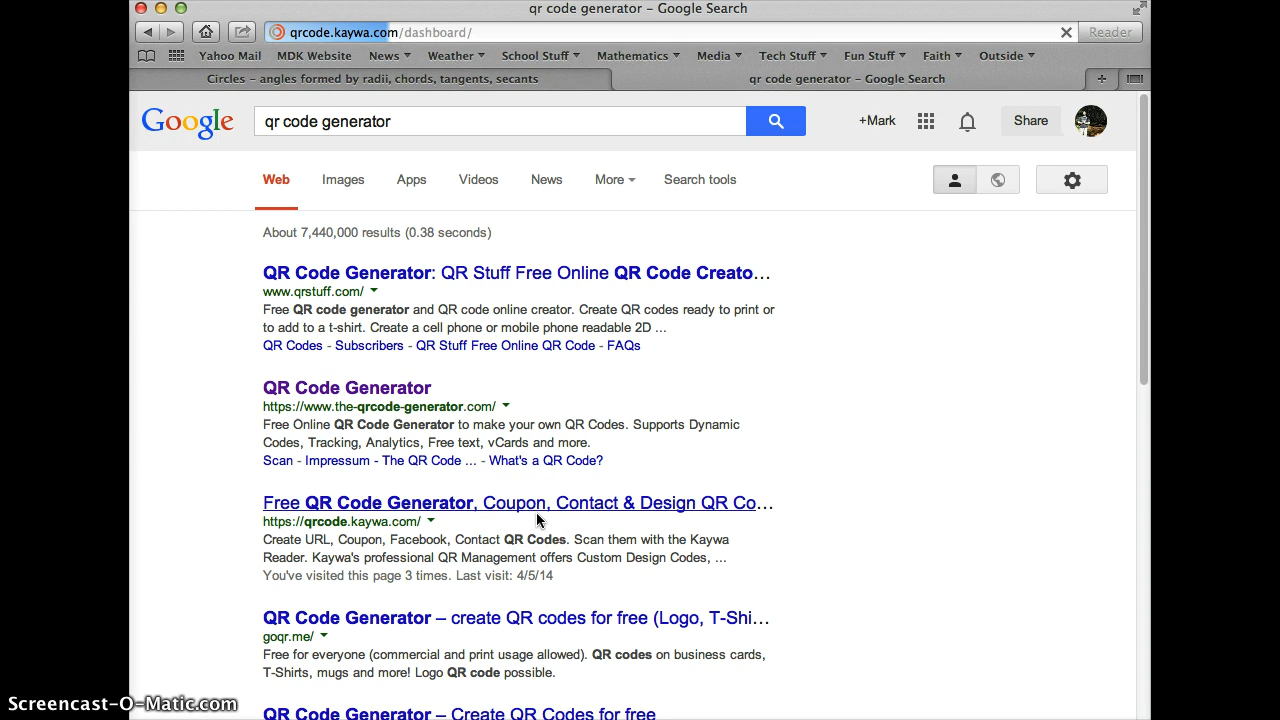 qr code generator – Google Search
qrcode.kaywa.com/dashboard/
Reader
Yahoo Mail MDK Website News Weather School Stuff Mathematics Media Tech Stuff Fun Stuff Faith Outside
Circles – angles formed by radii, chords, tangents, secants
qr code generator – Google Search
Google
qr code generator
+Mark
Share
Web Images Apps Videos News More Search tools
About 7,440,000 results (0.38 seconds)
QR Code Generator: QR Stuff Free Online QR Code Creato...
www.qrstuff.com/
Free QR code generator and QR code online creator. Create QR codes ready to print or
to add to a t-shirt. Create a cell phone or mobile phone readable 2D ...
QR Codes - Subscribers - QR Stuff Free Online QR Code - FAQs
QR Code Generator
https://www.the-qrcode-generator.com/
Free Online QR Code Generator to make your own QR Codes. Supports Dynamic
Codes, Tracking, Analytics, Free text, vCards and more.
Scan - Impressum - The QR Code ... - What's a QR Code?
Free QR Code Generator, Coupon, Contact & Design QR Co...
https://qrcode.kaywa.com/
Create URL, Coupon, Facebook, Contact QR Codes. Scan them with the Kaywa
Reader. Kaywa's professional QR Management offers Custom Design Codes, ...
You've visited this page 3 times. Last visit: 4/5/14
QR Code Generator – create QR codes for free (Logo, T-Shi...
goqr.me/
Free for everyone (commercial and print usage allowed). QR codes on business cards,
T-Shirts, mugs and more! Logo QR code possible.
QR Code Generator – Create QR Codes for free
Screencast-O-Matic.com